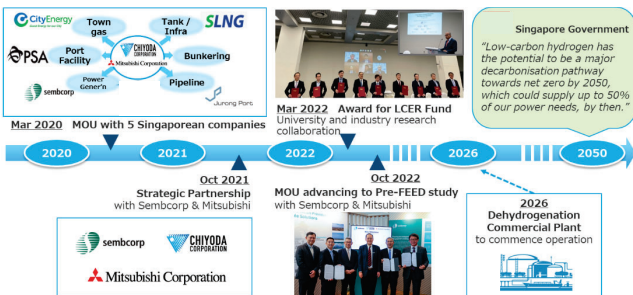 CityEnergy
Town
gas
Tank /
Infra
SLNG
PSA
Port
Facility
CHIYODA
CORPORATION
Mitsubishi Corporation
Bunkering
sembcorp
Power
Gener'n
Pipeline
Jurong Port
Mar 2020 MOU with 5 Singaporean companies
Mar 2022 Award for LCER Fund
University and industry research
collaboration
Singapore Government
"Low-carbon hydrogen has
the potential to be a major
decarbonisation pathway
towards net zero by 2050,
which could supply up to 50%
of our power needs, by then."
2020
2021
2022
2026
2050
Oct 2021
Strategic Partnership
with Sembcorp & Mitsubishi
Oct 2022
MOU advancing to Pre-FEED study
with Sembcorp & Mitsubishi
2026
Dehydrogenation
Commercial Plant
to commence operation
sembcorp
CHIYODA
CORPORATION
Mitsubishi Corporation